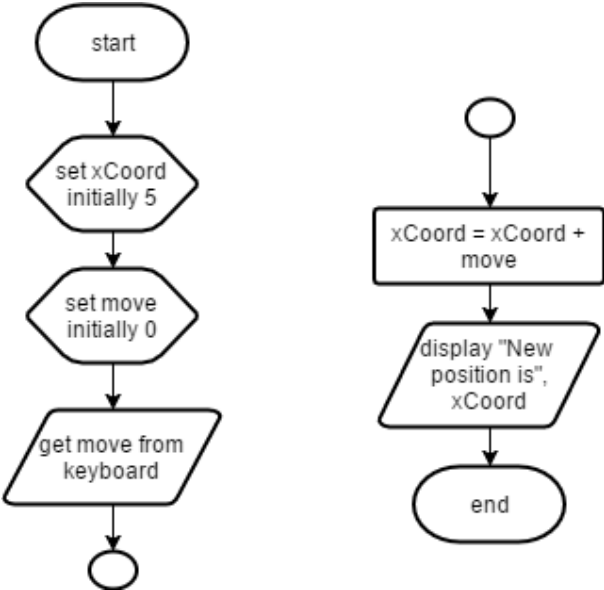 start
set xCoord
initially 5
set move
initially 0
get move from
keyboard
xCoord = xCoord +
move
display "New
position is",
xCoord
end